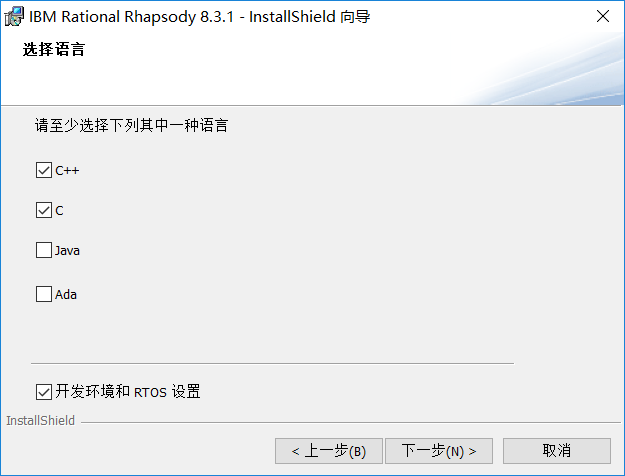 IBM Rational Rhapsody 8.3.1 - InstallShield 向导
选择语言
请至少选择下列其中一种语言
C++
C
Java
Ada
开发环境和 RTOS 设置
InstallShield
< 上一步(B)
下一步(N) >
取消